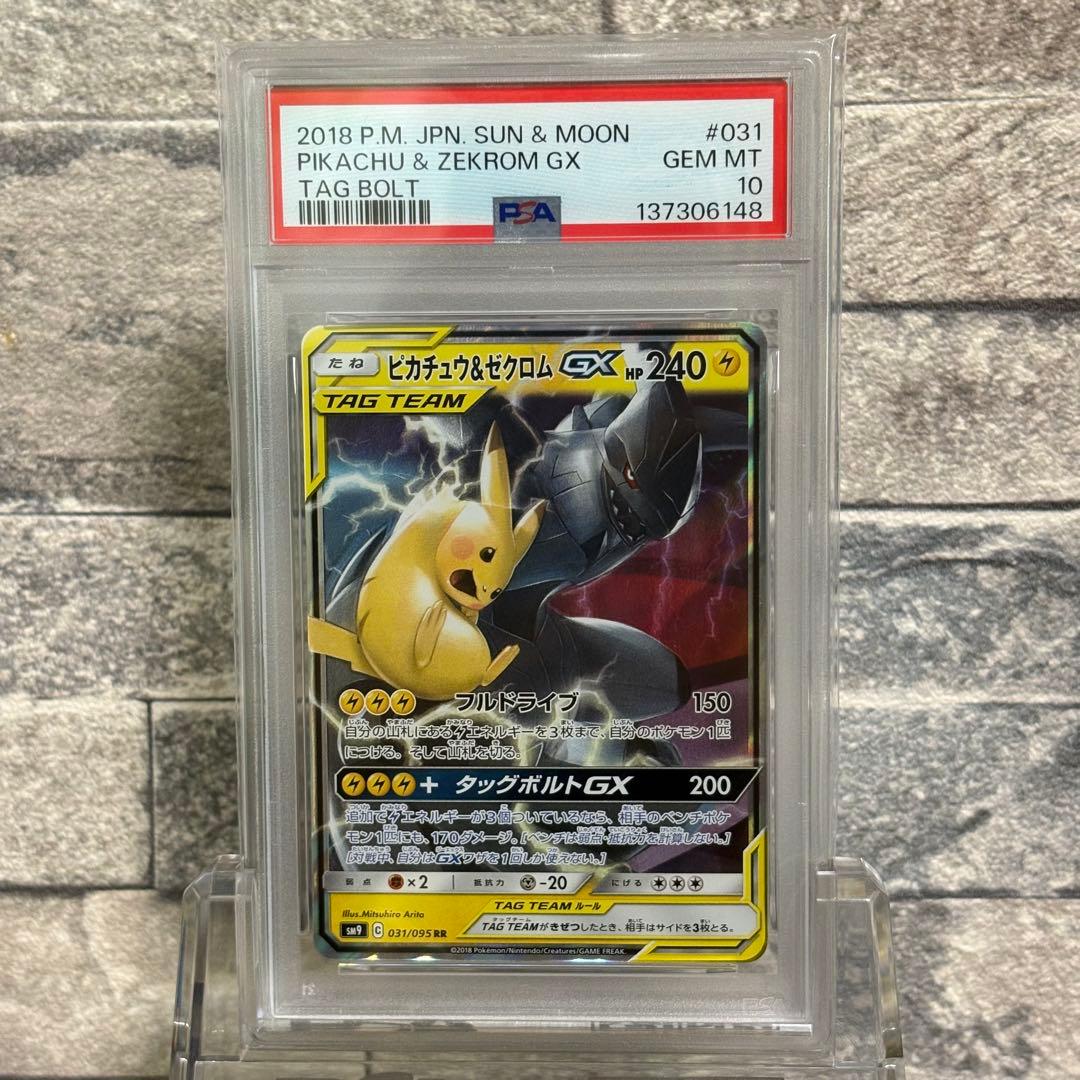 2018 P.M. JPN. SUN & MOON #031
PIKACHU & ZEKROM GX GEM MT
TAG BOLT 10
PSA 137306148
たね ピカチュウ&ゼクロムGX HP240
TAG TEAM
フルドライブ 150
自分の山札にあるエネルギーを3枚まで、自分のポケモン1匹
につける。そして山札を切る。
+ タッグボルトGX 200
追加でエネルギーが3個ついているなら、相手のベンチポケ
モン1匹にも、170ダメージ。[ベンチは弱点・抵抗力を計算しない。]
[対戦中、自分はGXワザを1回しか使えない。]
弱点 ×2 抵抗力 -20 にげる
TAG TEAM ルール
Illus.Mitsuhiro Arita
TAG TEAMがきぜつしたとき、相手はサイドを3枚とる。
SM9 C 031/095 RR
©2018 Pokémon/Nintendo/Creatures/GAME FREAK.
PSA